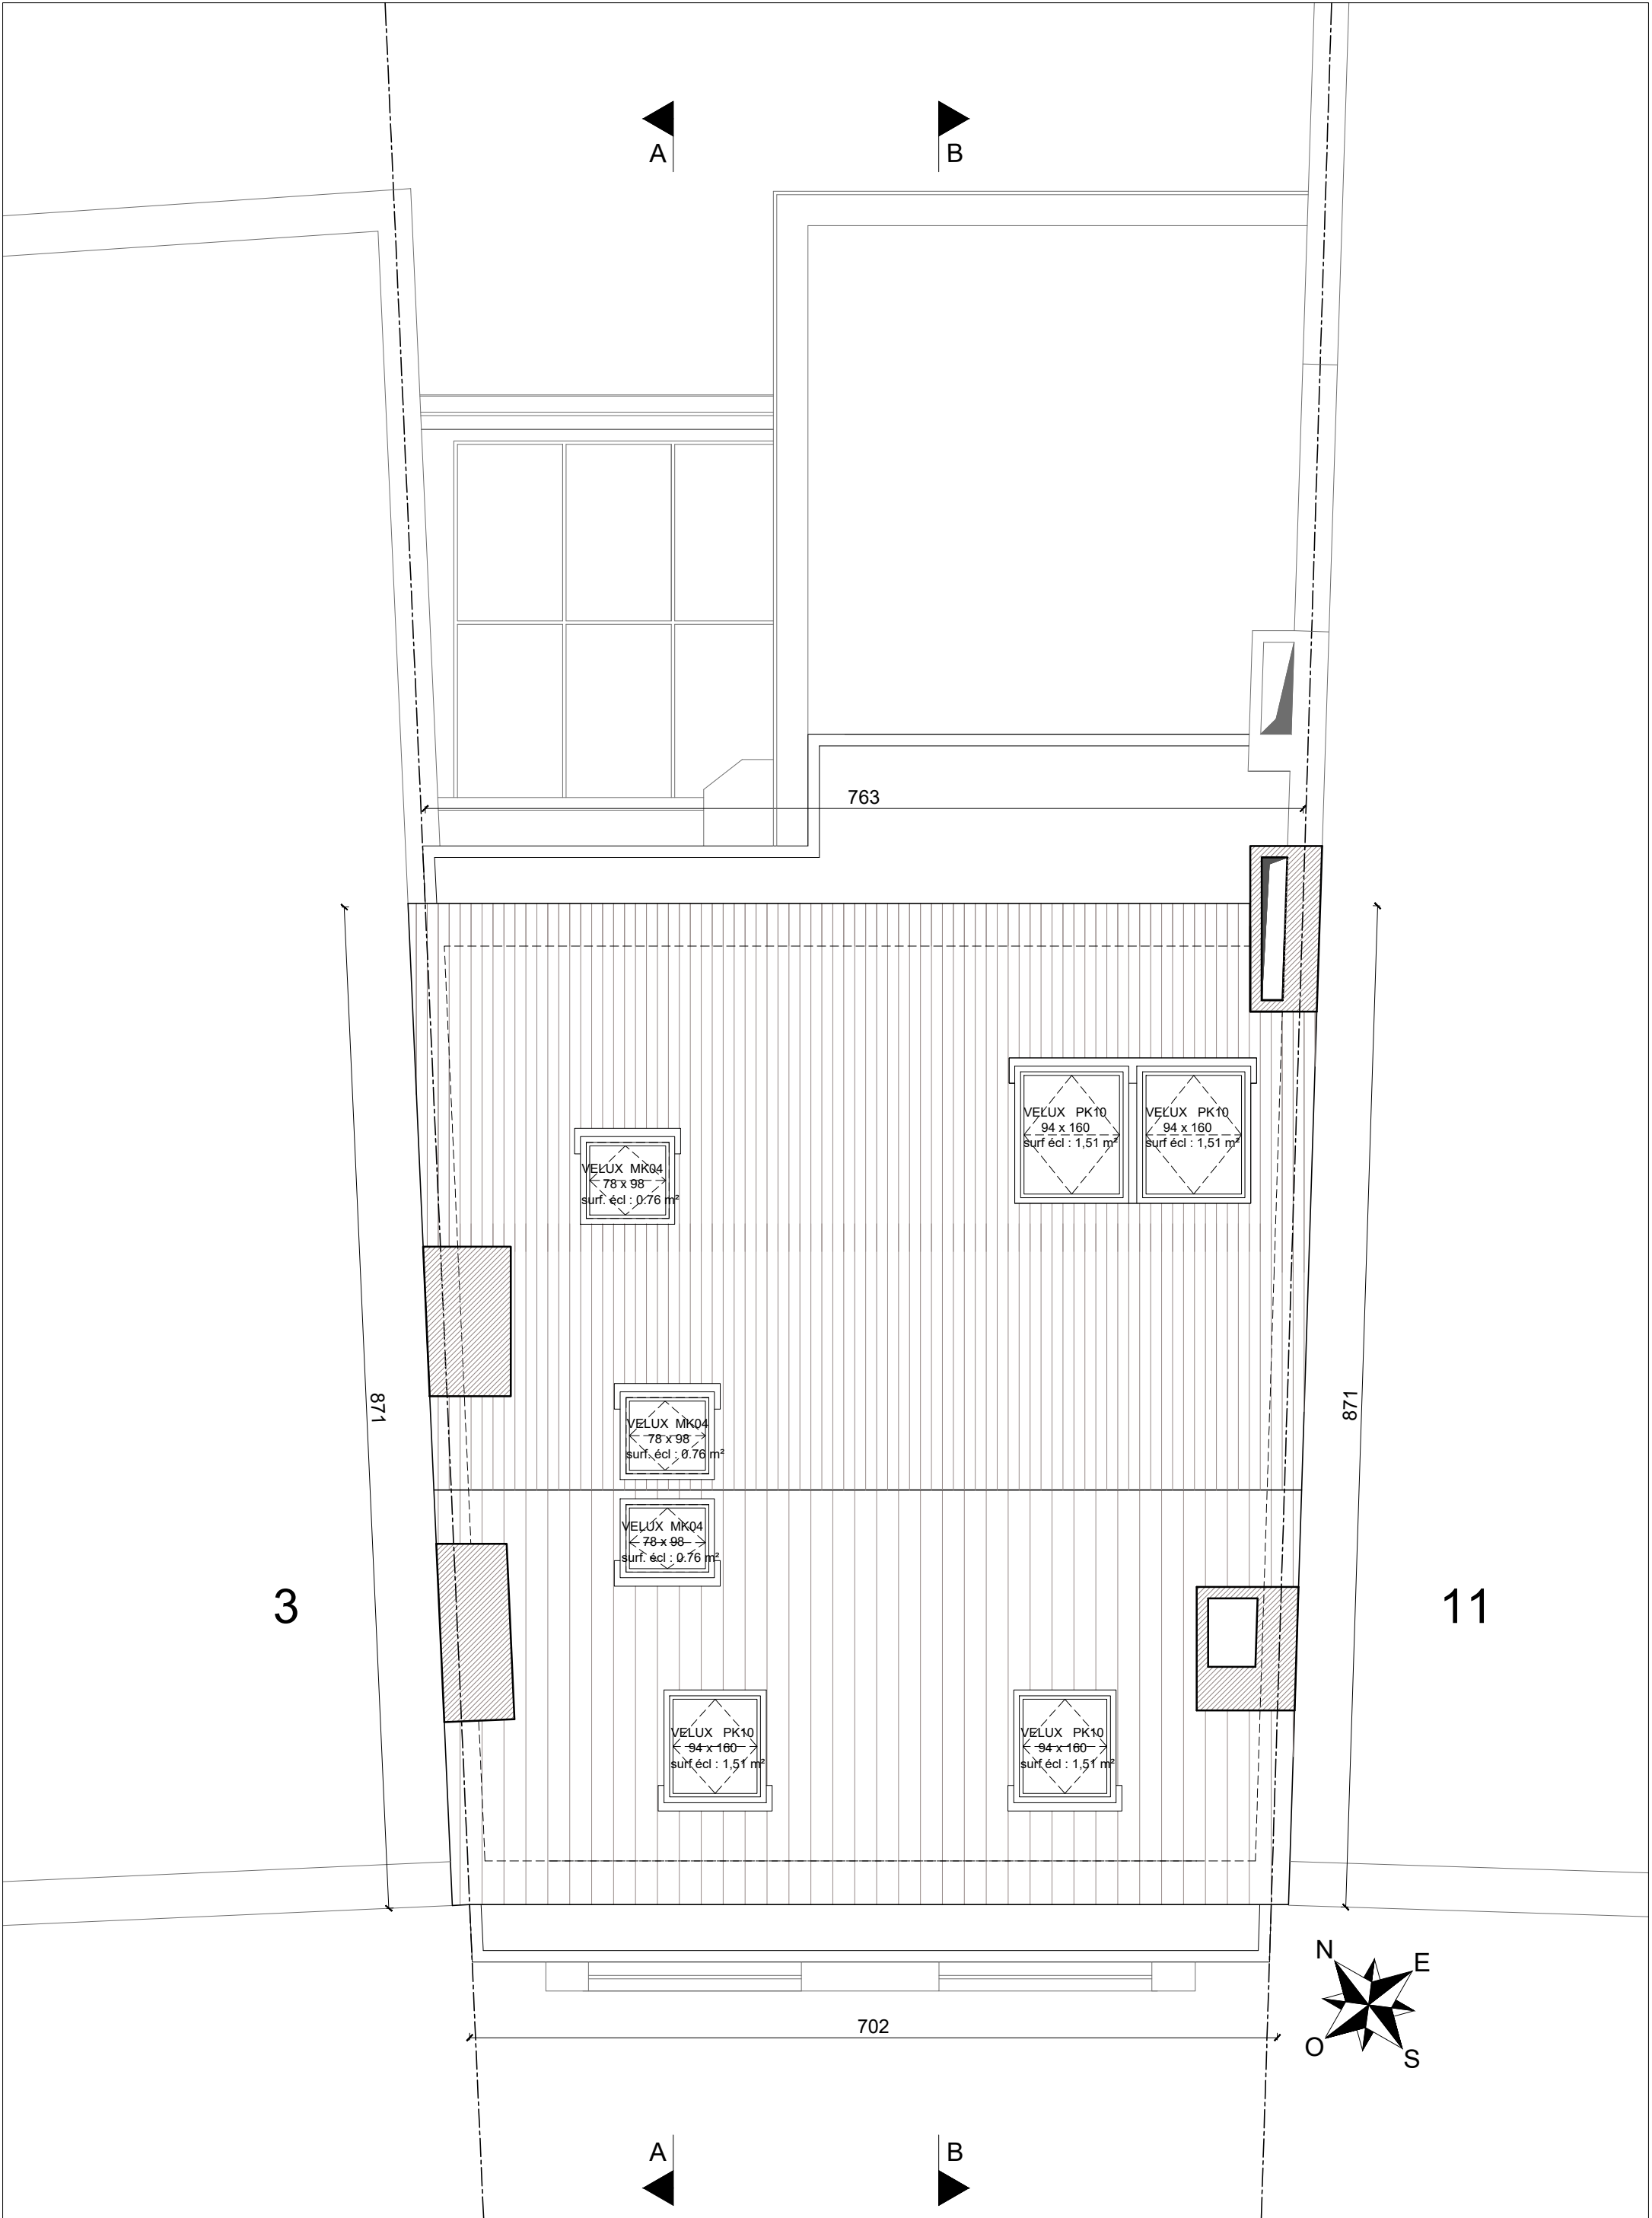 A
B
763
VELUX PK10
94 x 160
surf écl : 1,51 m²
VELUX PK10
94 x 160
surf écl : 1,51 m²
VELUX MK04
78 x 98
surf. écl : 0.76 m²
871
871
VELUX MK04
78 x 98
surf. écl : 0.76 m²
VELUX MK04
78 x 98
surf. écl : 0.76 m²
3
11
VELUX PK10
94 x 160
surf écl : 1,51 m²
VELUX PK10
94 x 160
surf écl : 1,51 m²
N
E
O
S
702
A
B